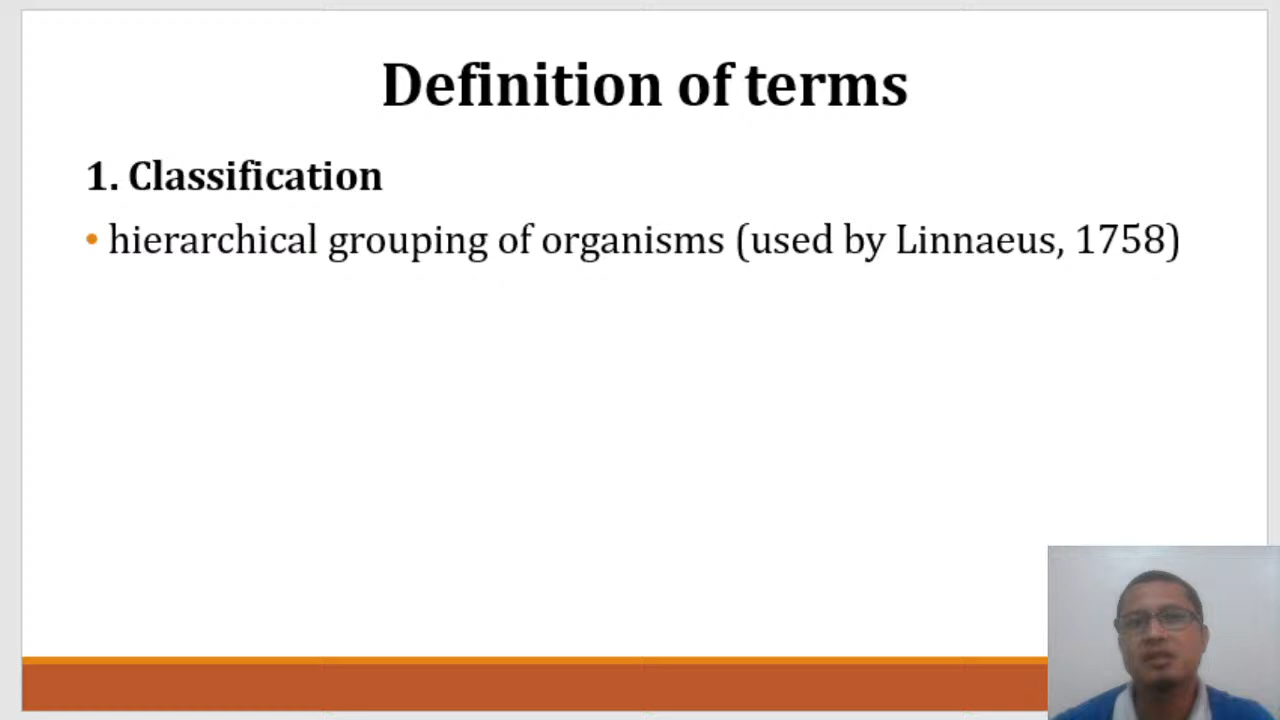 Definition of terms
1. Classification
• hierarchical grouping of organisms (used by Linnaeus, 1758)